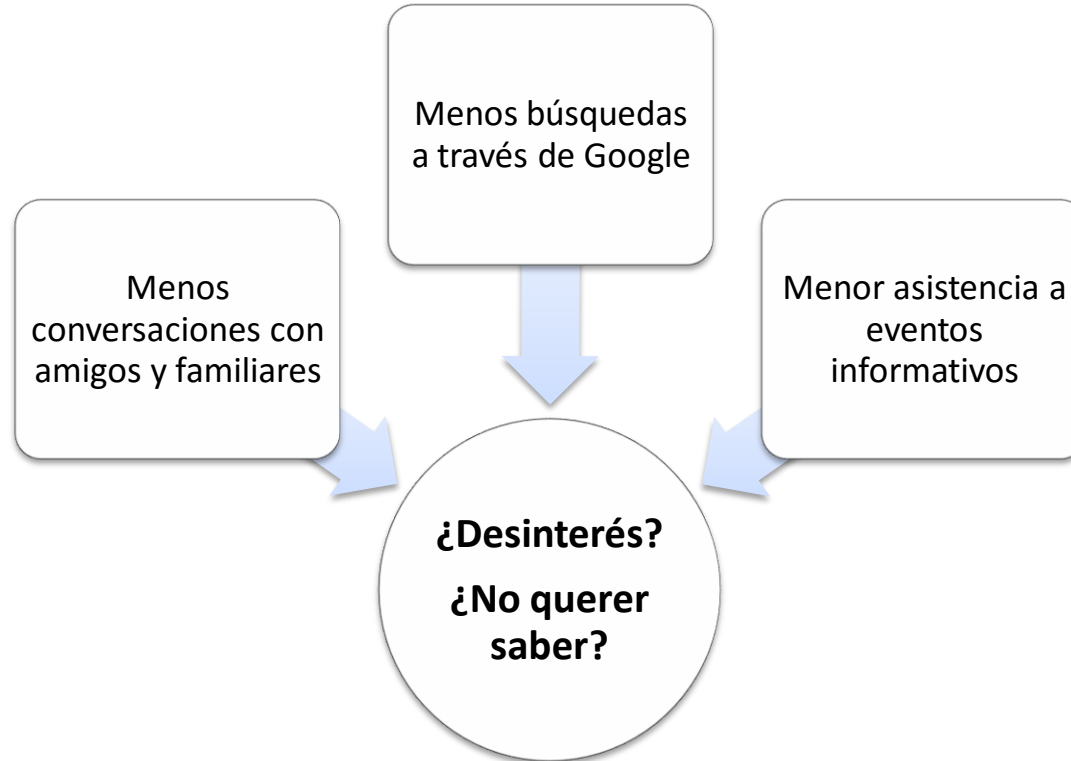 Menos búsquedas
a través de Google
Menos
conversaciones con
amigos y familiares
Menor asistencia a
eventos
informativos
¿Desinterés?
¿No querer
saber?